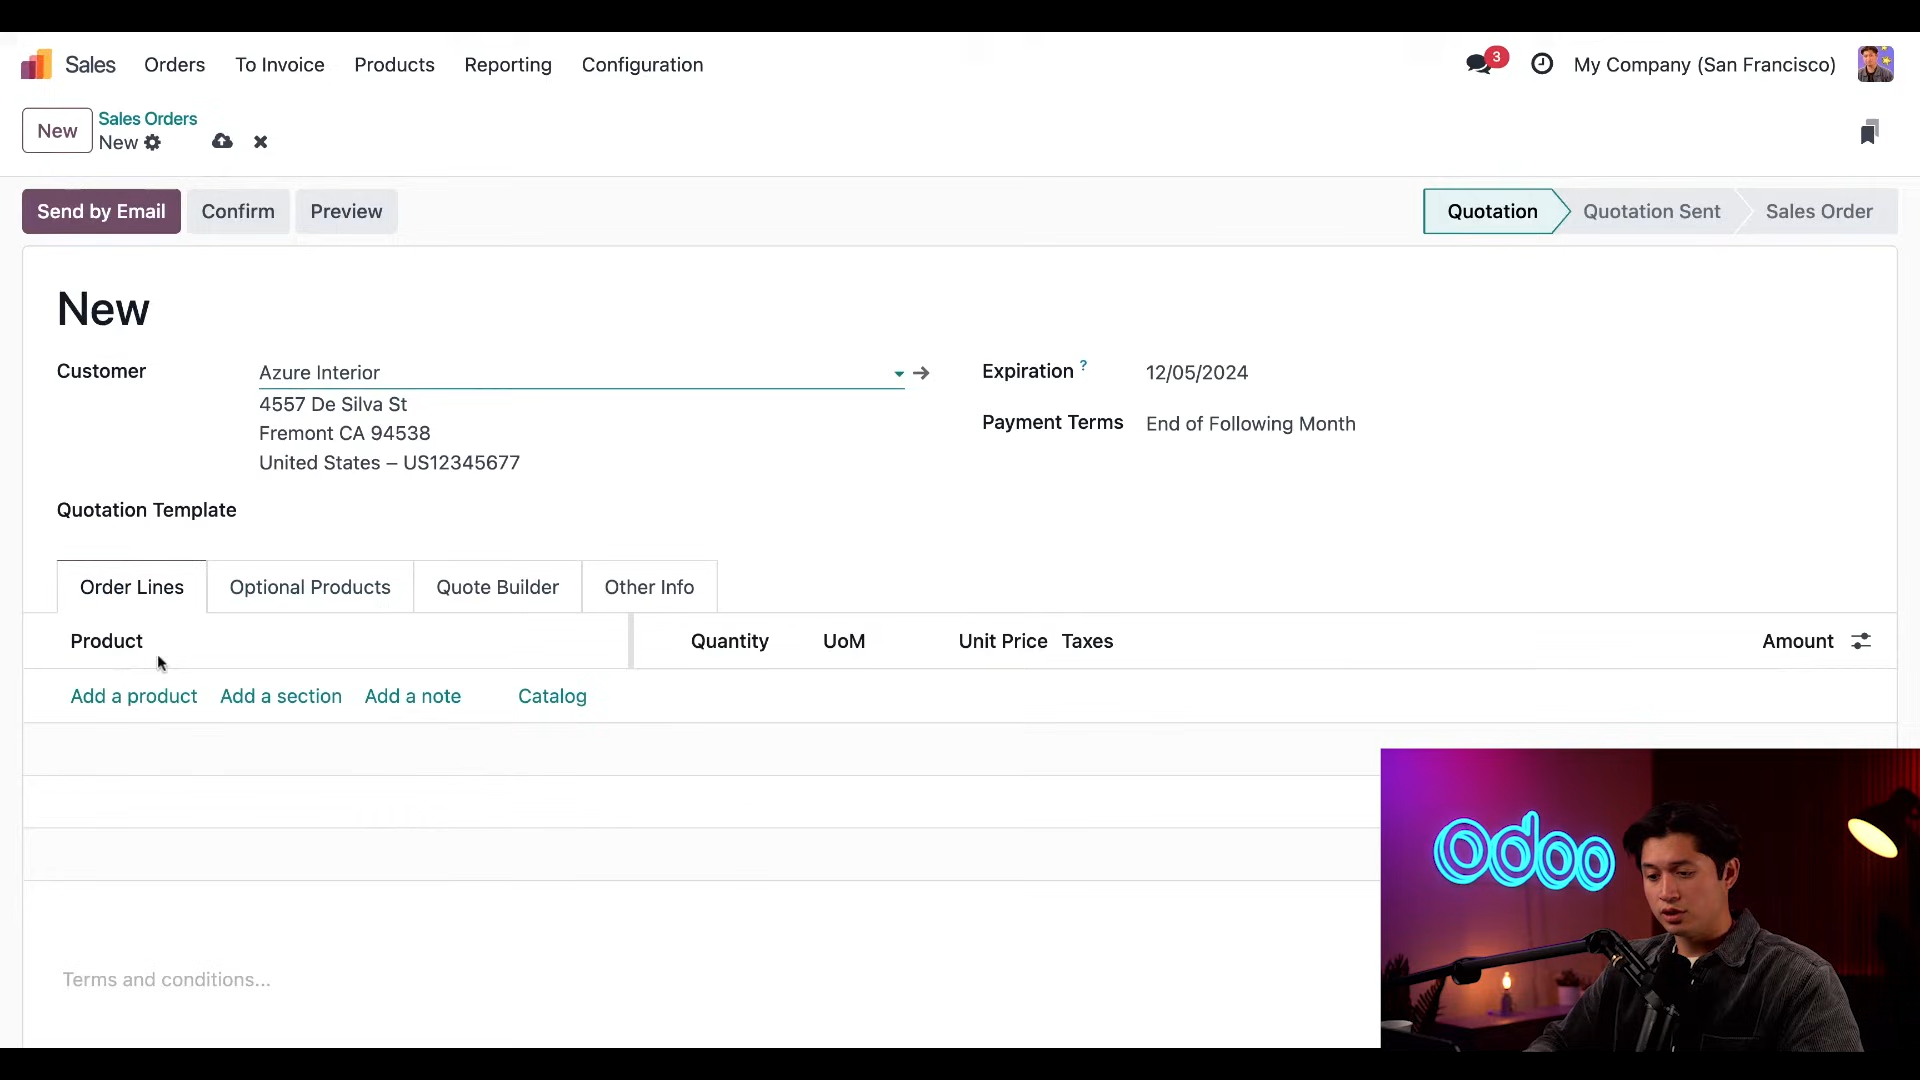 Sales Orders To Invoice Products Reporting Configuration 3 My Company (San Francisco)
New Sales Orders
New
Send by Email Confirm Preview Quotation Quotation Sent Sales Order
New
Customer Azure Interior Expiration ? 12/05/2024
4557 De Silva St
Fremont CA 94538
United States – US12345677
Payment Terms End of Following Month
Quotation Template
Order Lines Optional Products Quote Builder Other Info
Product Quantity UoM Unit Price Taxes Amount
Add a product Add a section Add a note Catalog
Terms and conditions...
odoo